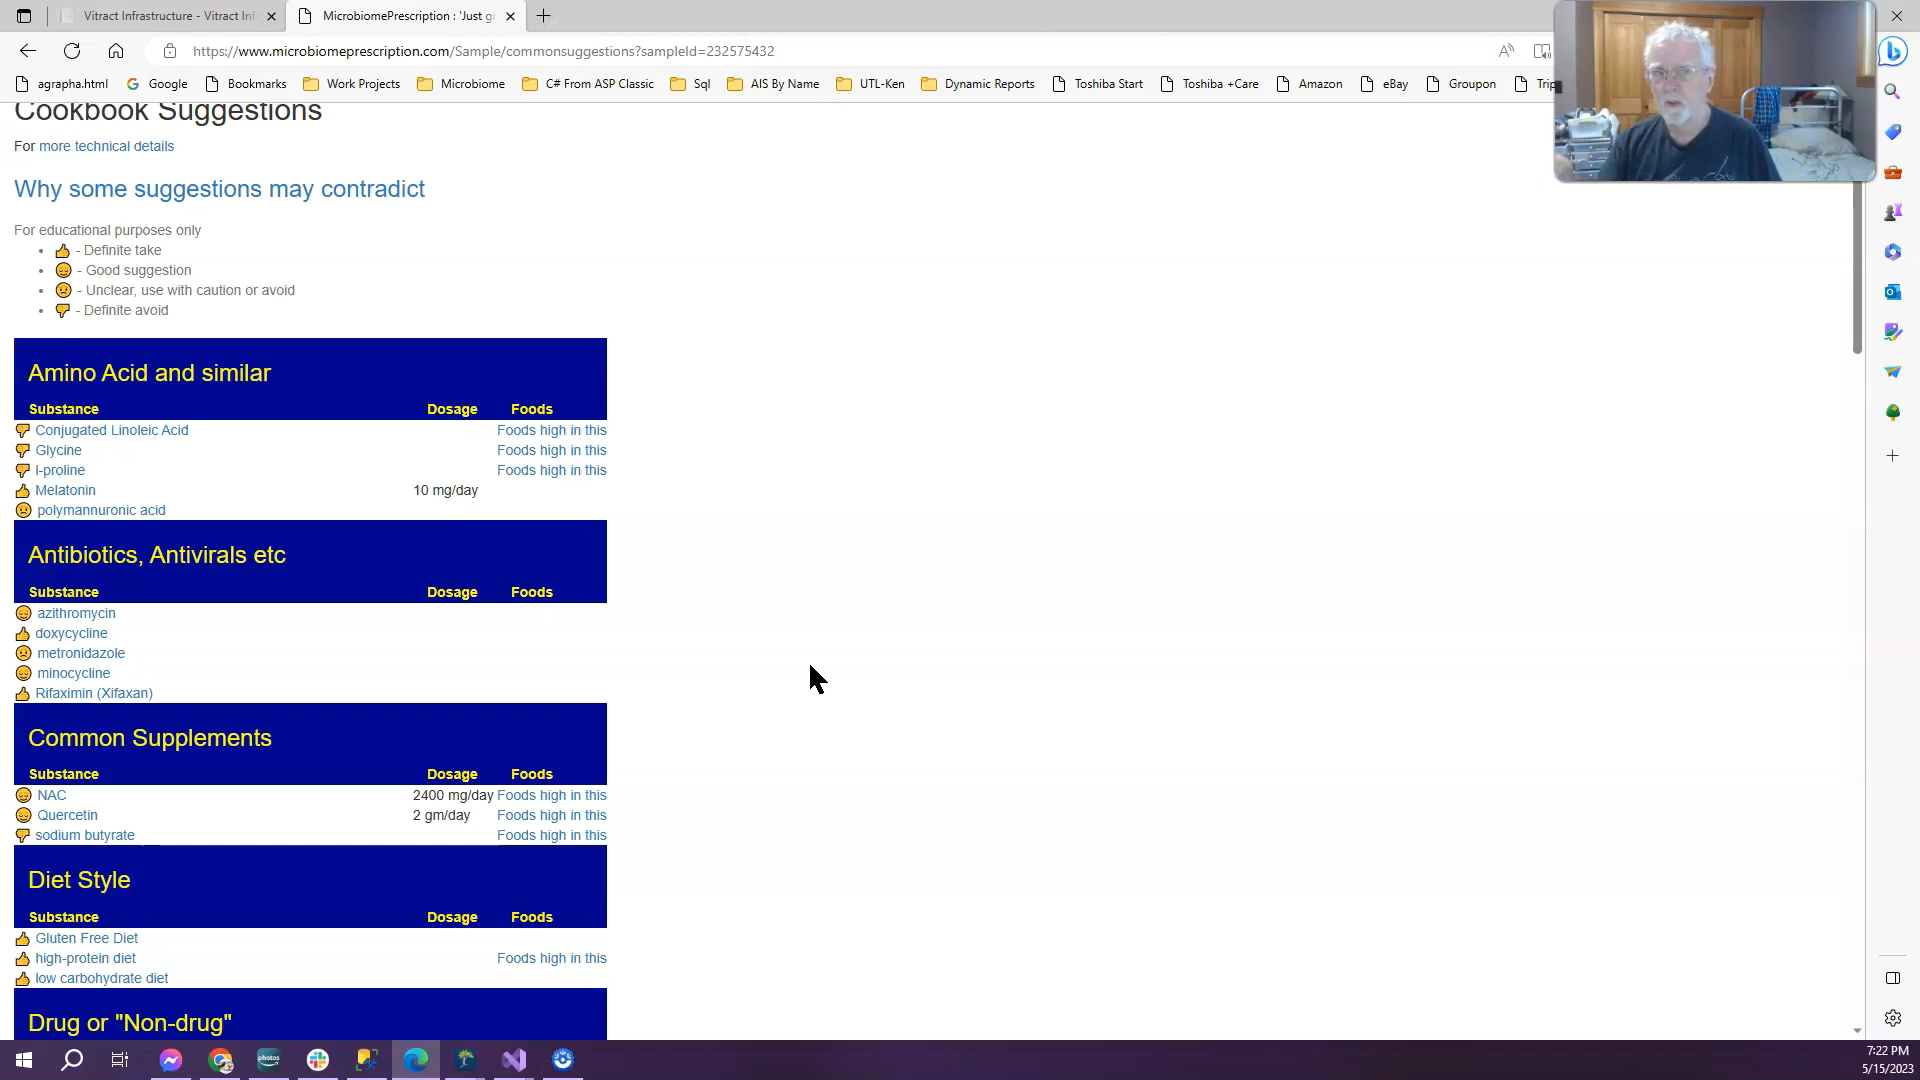 Vitract Infrastructure - Vitract Inf
MicrobiomePrescription : 'Just g
https://www.microbiomeprescription.com/Sample/commonsuggestions?sampleId=232575432
agrapha.html
Google
Bookmarks
Work Projects
Microbiome
C# From ASP Classic
Sql
AIS By Name
UTL-Ken
Dynamic Reports
Toshiba Start
Toshiba +Care
Amazon
eBay
Groupon
Trip
Cookbook Suggestions
For more technical details
Why some suggestions may contradict
For educational purposes only
- Definite take
- Good suggestion
- Unclear, use with caution or avoid
- Definite avoid
Amino Acid and similar
Substance Dosage Foods
Conjugated Linoleic Acid Foods high in this
Glycine Foods high in this
l-proline Foods high in this
Melatonin 10 mg/day
polymannuronic acid
Antibiotics, Antivirals etc
Substance Dosage Foods
azithromycin
doxycycline
metronidazole
minocycline
Rifaximin (Xifaxan)
Common Supplements
Substance Dosage Foods
NAC 2400 mg/day Foods high in this
Quercetin 2 gm/day Foods high in this
sodium butyrate Foods high in this
Diet Style
Substance Dosage Foods
Gluten Free Diet
high-protein diet Foods high in this
low carbohydrate diet
Drug or "Non-drug"
photos
7:22 PM
5/15/2023